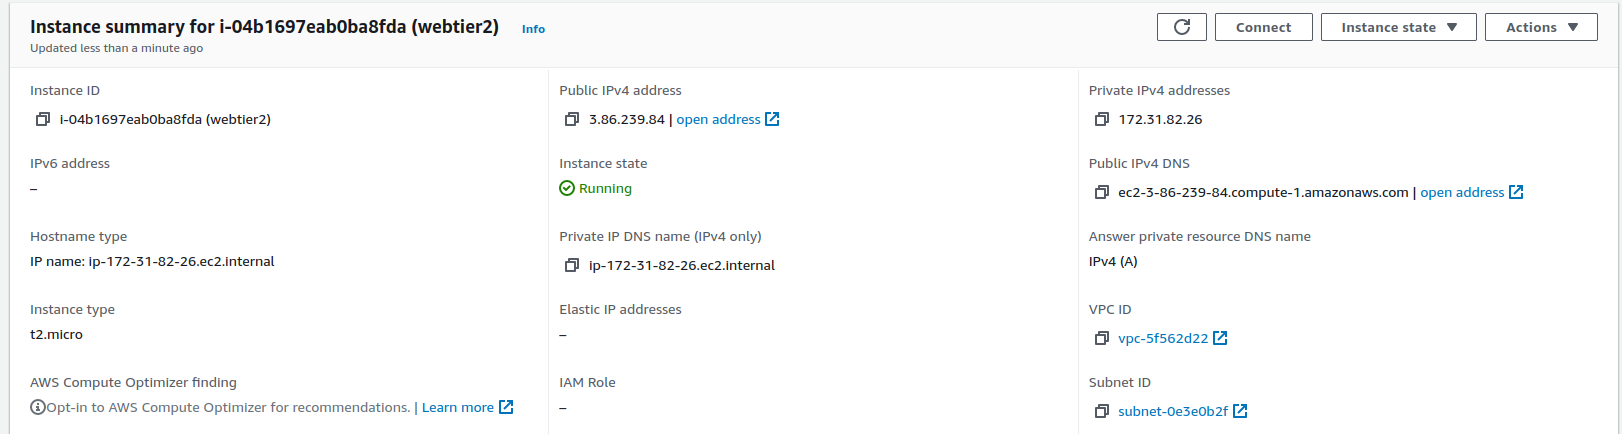 Instance summary for i-04b1697eab0ba8fda (webtier2) Info
Updated less than a minute ago
Connect
Instance state
Actions
Instance ID
i-04b1697eab0ba8fda (webtier2)
Public IPv4 address
3.86.239.84 | open address
Private IPv4 addresses
172.31.82.26
IPv6 address
–
Instance state
Running
Public IPv4 DNS
ec2-3-86-239-84.compute-1.amazonaws.com | open address
Hostname type
IP name: ip-172-31-82-26.ec2.internal
Private IP DNS name (IPv4 only)
ip-172-31-82-26.ec2.internal
Answer private resource DNS name
IPv4 (A)
Instance type
t2.micro
Elastic IP addresses
–
VPC ID
vpc-5f562d22
AWS Compute Optimizer finding
Opt-in to AWS Compute Optimizer for recommendations. | Learn more
IAM Role
–
Subnet ID
subnet-0e3e0b2f